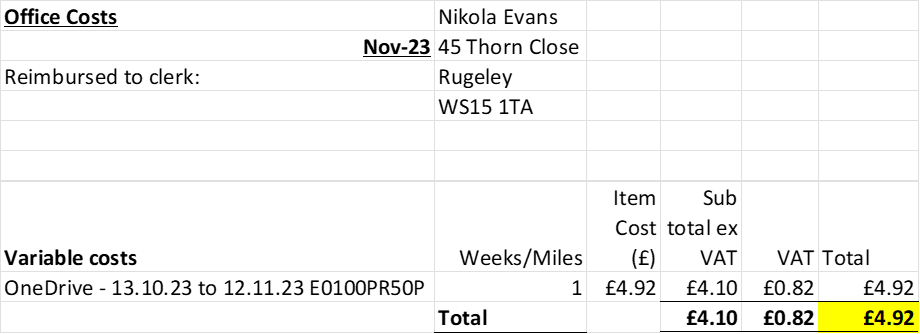 Office Costs Nikola Evans
Nov-23 45 Thorn Close
Reimbursed to clerk: Rugeley
WS15 1TA
Item Sub
Cost total ex
Variable costs Weeks/Miles (£) VAT VAT Total
OneDrive - 13.10.23 to 12.11.23 E0100PR50P 1 £4.92 £4.10 £0.82 £4.92
Total £4.10 £0.82 £4.92